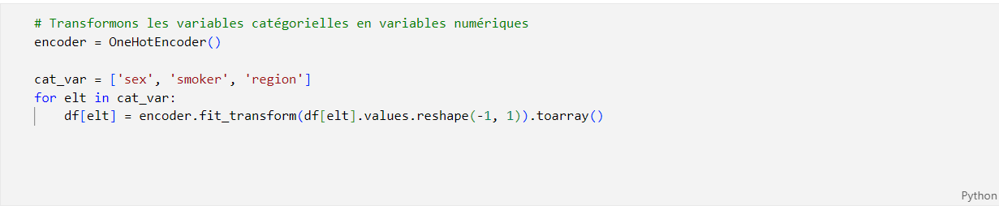 # Transformons les variables catégorielles en variables numériques
encoder = OneHotEncoder()
cat_var = ['sex', 'smoker', 'region']
for elt in cat_var:
    df[elt] = encoder.fit_transform(df[elt].values.reshape(-1, 1)).toarray()
Python